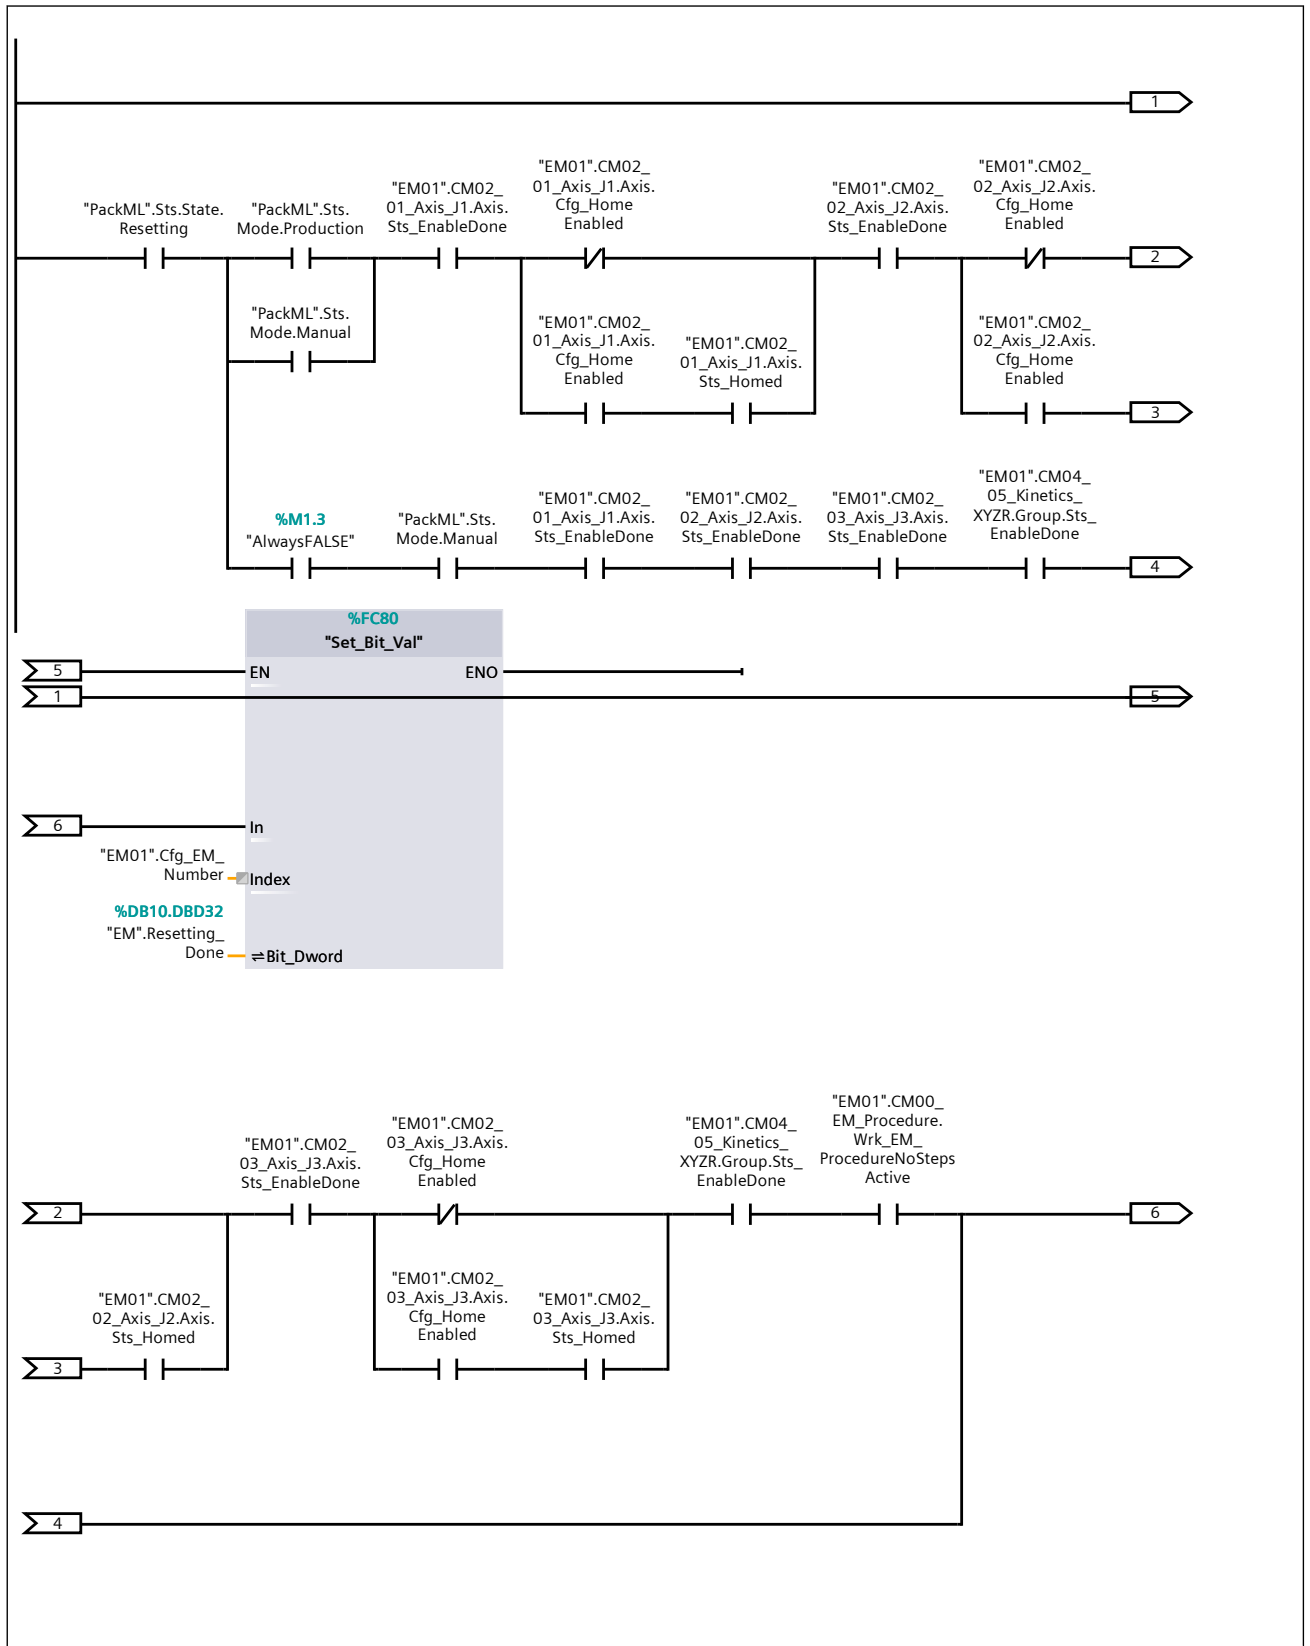 1
"PackML".Sts.State.
Resetting
"PackML".Sts.
Mode.Production
"EM01".CM02_
01_Axis_J1.Axis.
Sts_EnableDone
"EM01".CM02_
01_Axis_J1.Axis.
Cfg_Home
Enabled
"EM01".CM02_
02_Axis_J2.Axis.
Sts_EnableDone
"EM01".CM02_
02_Axis_J2.Axis.
Cfg_Home
Enabled
2
"PackML".Sts.
Mode.Manual
"EM01".CM02_
01_Axis_J1.Axis.
Cfg_Home
Enabled
"EM01".CM02_
01_Axis_J1.Axis.
Sts_Homed
"EM01".CM02_
02_Axis_J2.Axis.
Cfg_Home
Enabled
3
%M1.3
"AlwaysFALSE"
"PackML".Sts.
Mode.Manual
"EM01".CM02_
01_Axis_J1.Axis.
Sts_EnableDone
"EM01".CM02_
02_Axis_J2.Axis.
Sts_EnableDone
"EM01".CM02_
03_Axis_J3.Axis.
Sts_EnableDone
"EM01".CM04_
05_Kinetics_
XYZR.Group.Sts_
EnableDone
4
%FC80
"Set_Bit_Val"
5
EN
ENO
1
5
6
In
"EM01".Cfg_EM_
Number
Index
%DB10.DBD32
"EM".Resetting_
Done
⇌Bit_Dword
2
"EM01".CM02_
03_Axis_J3.Axis.
Sts_EnableDone
"EM01".CM02_
03_Axis_J3.Axis.
Cfg_Home
Enabled
"EM01".CM04_
05_Kinetics_
XYZR.Group.Sts_
EnableDone
"EM01".CM00_
EM_Procedure.
Wrk_EM_
ProcedureNoSteps
Active
6
3
"EM01".CM02_
02_Axis_J2.Axis.
Sts_Homed
"EM01".CM02_
03_Axis_J3.Axis.
Cfg_Home
Enabled
"EM01".CM02_
03_Axis_J3.Axis.
Sts_Homed
4